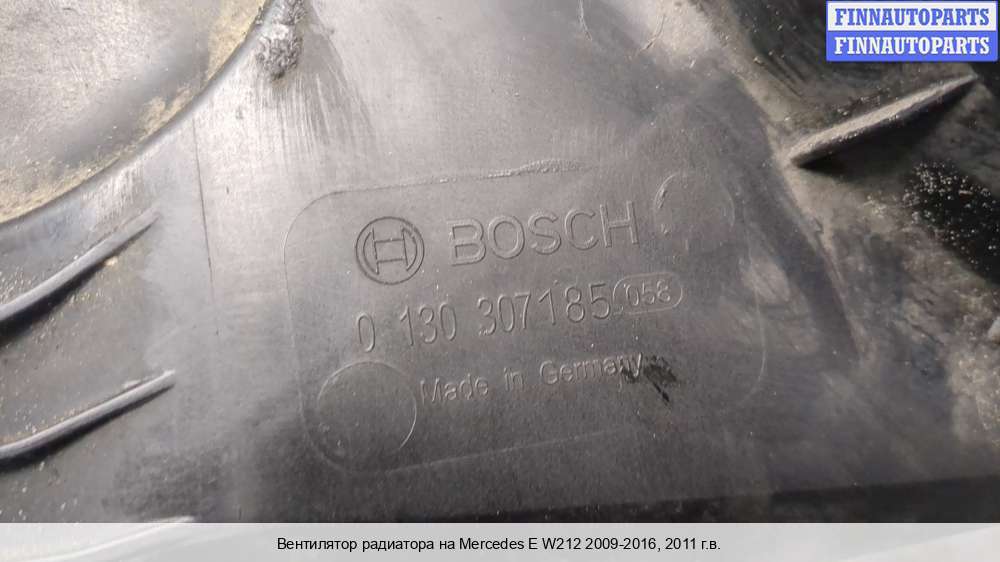 FINNAUTOPARTS
FINNAUTOPARTS
BOSCH
0 130 307185 058
Made in Germany
Вентилятор радиатора на Mercedes E W212 2009-2016, 2011 г.в.